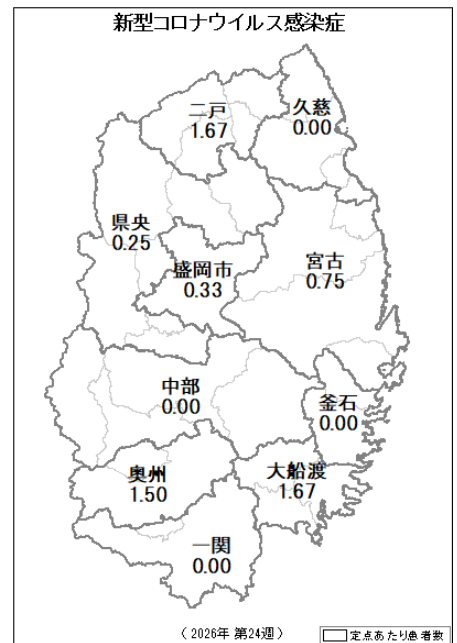 新型コロナウイルス感染症
二戸
1.67
久慈
0.00
県央
0.25
盛岡市
0.33
宮古
0.75
中部
0.00
釜石
0.00
奥州
1.50
大船渡
1.67
一関
0.00
（2026年 第24週）
定点あたり患者数